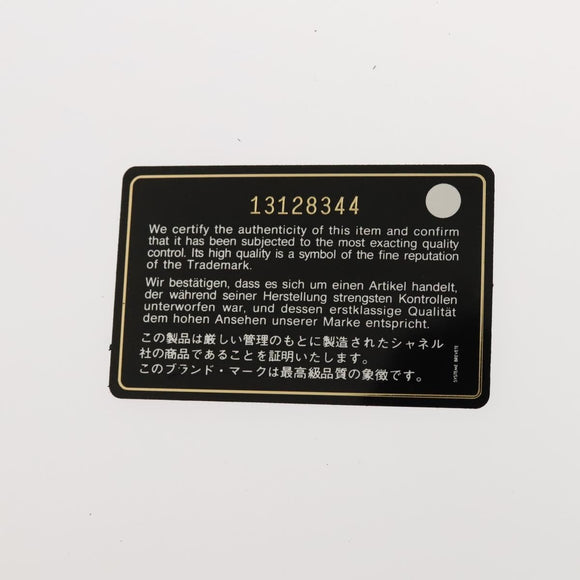 13128344
We certify the authenticity of this item and confirm
that it has been subjected to the most exacting quality
control. Its high quality is a symbol of the fine reputation
of the Trademark.
Wir bestätigen, dass es sich um einen Artikel handelt,
der während seiner Herstellung strengsten Kontrollen
unterworfen war, und dessen erstklassige Qualität
dem hohen Ansehen unserer Marke entspricht.
この製品は厳しい管理のもとに製造されたシャネル
社の商品であることを証明いたします。
このブランド・マークは最高級品質の象徴です。
SYSTEME BREVETE